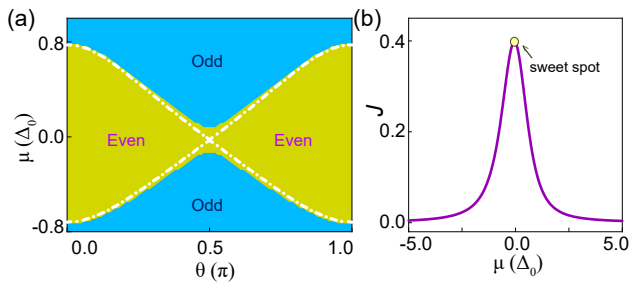 (a)
0.8
0.0
-0.8
μ (Δ₀)
Odd
Even
Even
Odd
0.0
0.5
1.0
θ (π)
(b)
0.4
0.2
0.0
J
sweet spot
-5.0
0.0
5.0
μ (Δ₀)